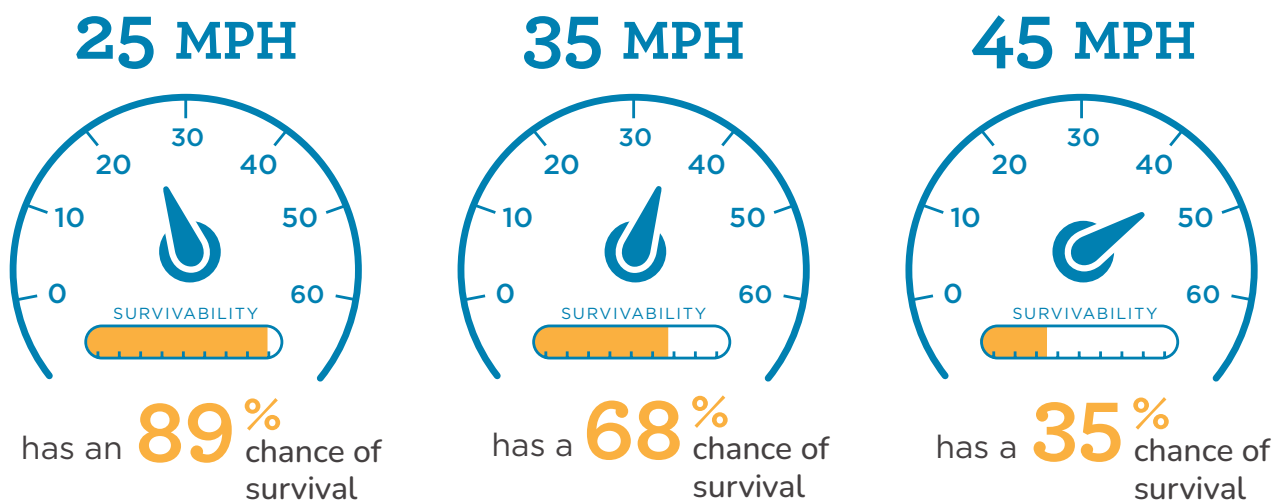 25 MPH
30
20
40
10
50
0
60
SURVIVABILITY
has an 89% chance of
survival
35 MPH
30
20
40
10
50
0
60
SURVIVABILITY
has a 68% chance of
survival
45 MPH
30
20
40
10
50
0
60
SURVIVABILITY
has a 35% chance of
survival